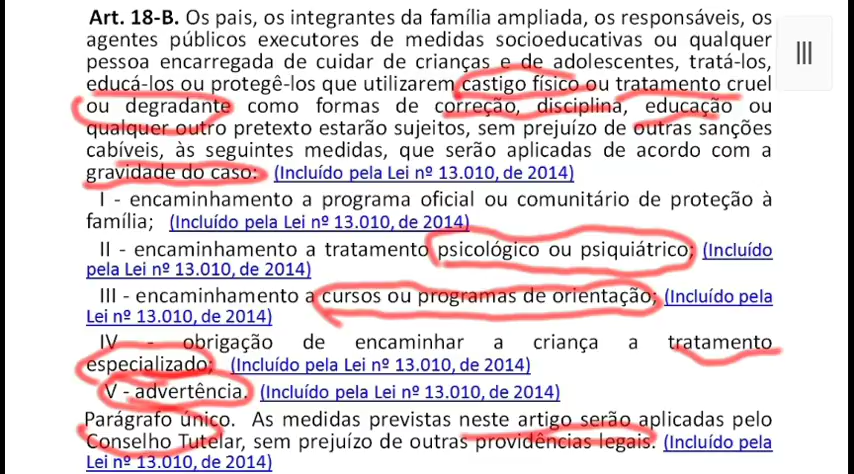 Art. 18-B. Os pais, os integrantes da família ampliada, os responsáveis, os
agentes públicos executores de medidas socioeducativas ou qualquer
pessoa encarregada de cuidar de crianças e de adolescentes, tratá-los,
educá-los ou protegê-los que utilizarem castigo físico ou tratamento cruel
ou degradante como formas de correção, disciplina, educação ou
qualquer outro pretexto estarão sujeitos, sem prejuízo de outras sanções
cabíveis, às seguintes medidas, que serão aplicadas de acordo com a
gravidade do caso: (Incluído pela Lei nº 13.010, de 2014)
I - encaminhamento a programa oficial ou comunitário de proteção à
família; (Incluído pela Lei nº 13.010, de 2014)
II - encaminhamento a tratamento psicológico ou psiquiátrico; (Incluído
pela Lei nº 13.010, de 2014)
III - encaminhamento a cursos ou programas de orientação; (Incluído pela
Lei nº 13.010, de 2014)
IV - obrigação de encaminhar a criança a tratamento
especializado; (Incluído pela Lei nº 13.010, de 2014)
V - advertência. (Incluído pela Lei nº 13.010, de 2014)
Parágrafo único. As medidas previstas neste artigo serão aplicadas pelo
Conselho Tutelar, sem prejuízo de outras providências legais. (Incluído pela
Lei nº 13.010, de 2014)